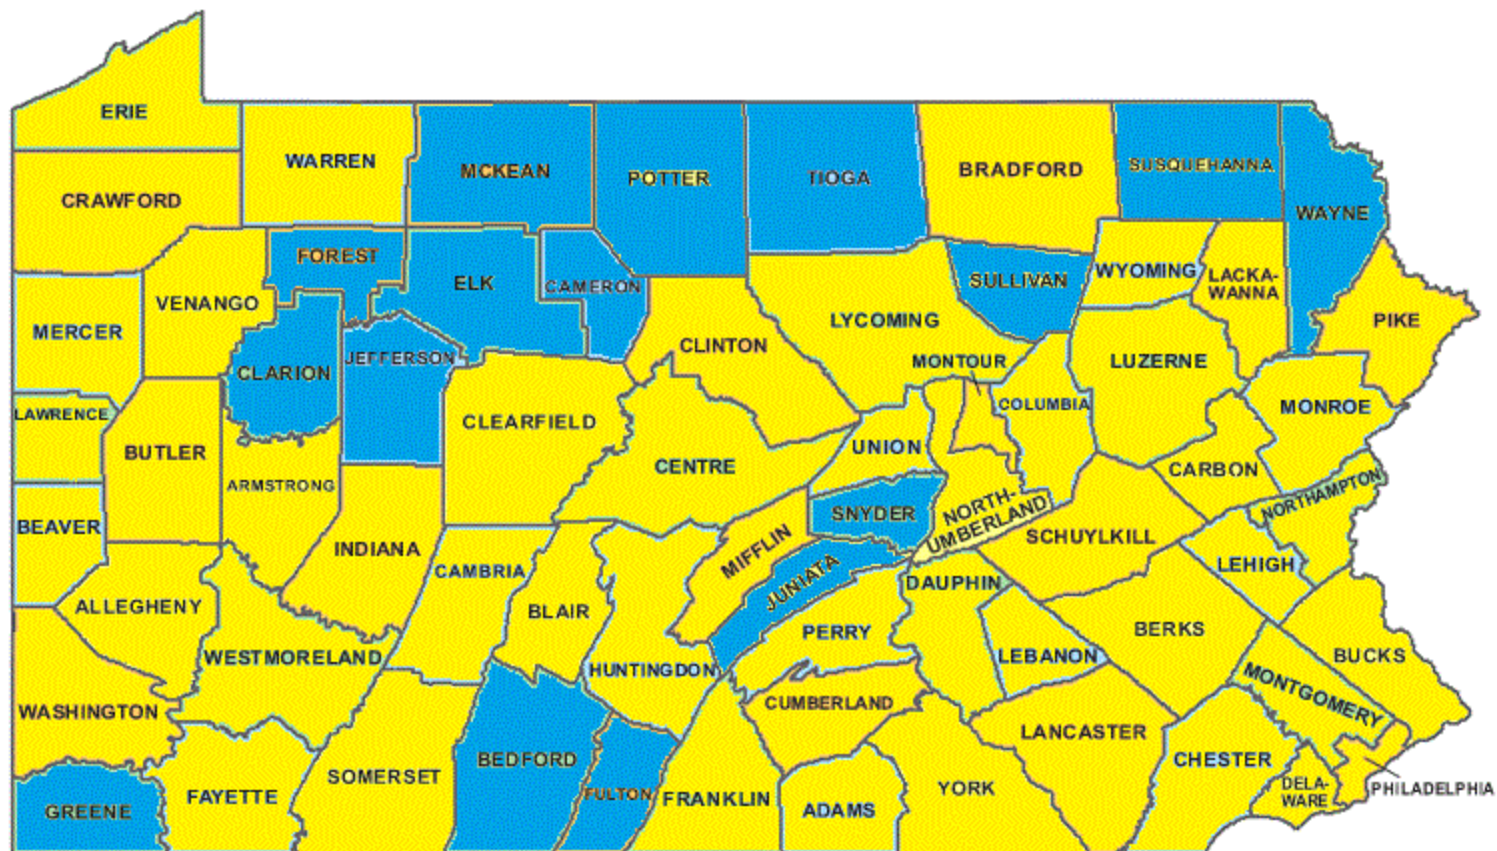 ERIE
WARREN
MCKEAN
POTTER
TIOGA
BRADFORD
SUSQUEHANNA
WAYNE
CRAWFORD
FOREST
ELK
CAMERON
SULLIVAN
WYOMING
LACKA-
WANNA
VENANGO
MERCER
PIKE
LYCOMING
CLINTON
JEFFERSON
CLARION
MONTOUR
LUZERNE
LAWRENCE
COLUMBIA
MONROE
CLEARFIELD
BUTLER
UNION
CENTRE
CARBON
ARMSTRONG
NORTHAMPTON
BEAVER
SNYDER
NORTH-
UMBERLAND
SCHUYLKILL
INDIANA
MIFFLIN
CAMBRIA
LEHIGH
JUNIATA
DAUPHIN
ALLEGHENY
BLAIR
PERRY
BERKS
WESTMORELAND
LEBANON
BUCKS
HUNTINGDON
MONTGOMERY
CUMBERLAND
WASHINGTON
LANCASTER
BEDFORD
CHESTER
SOMERSET
FAYETTE
FULTON
FRANKLIN
YORK
DELA-
WARE
PHILADELPHIA
GREENE
ADAMS